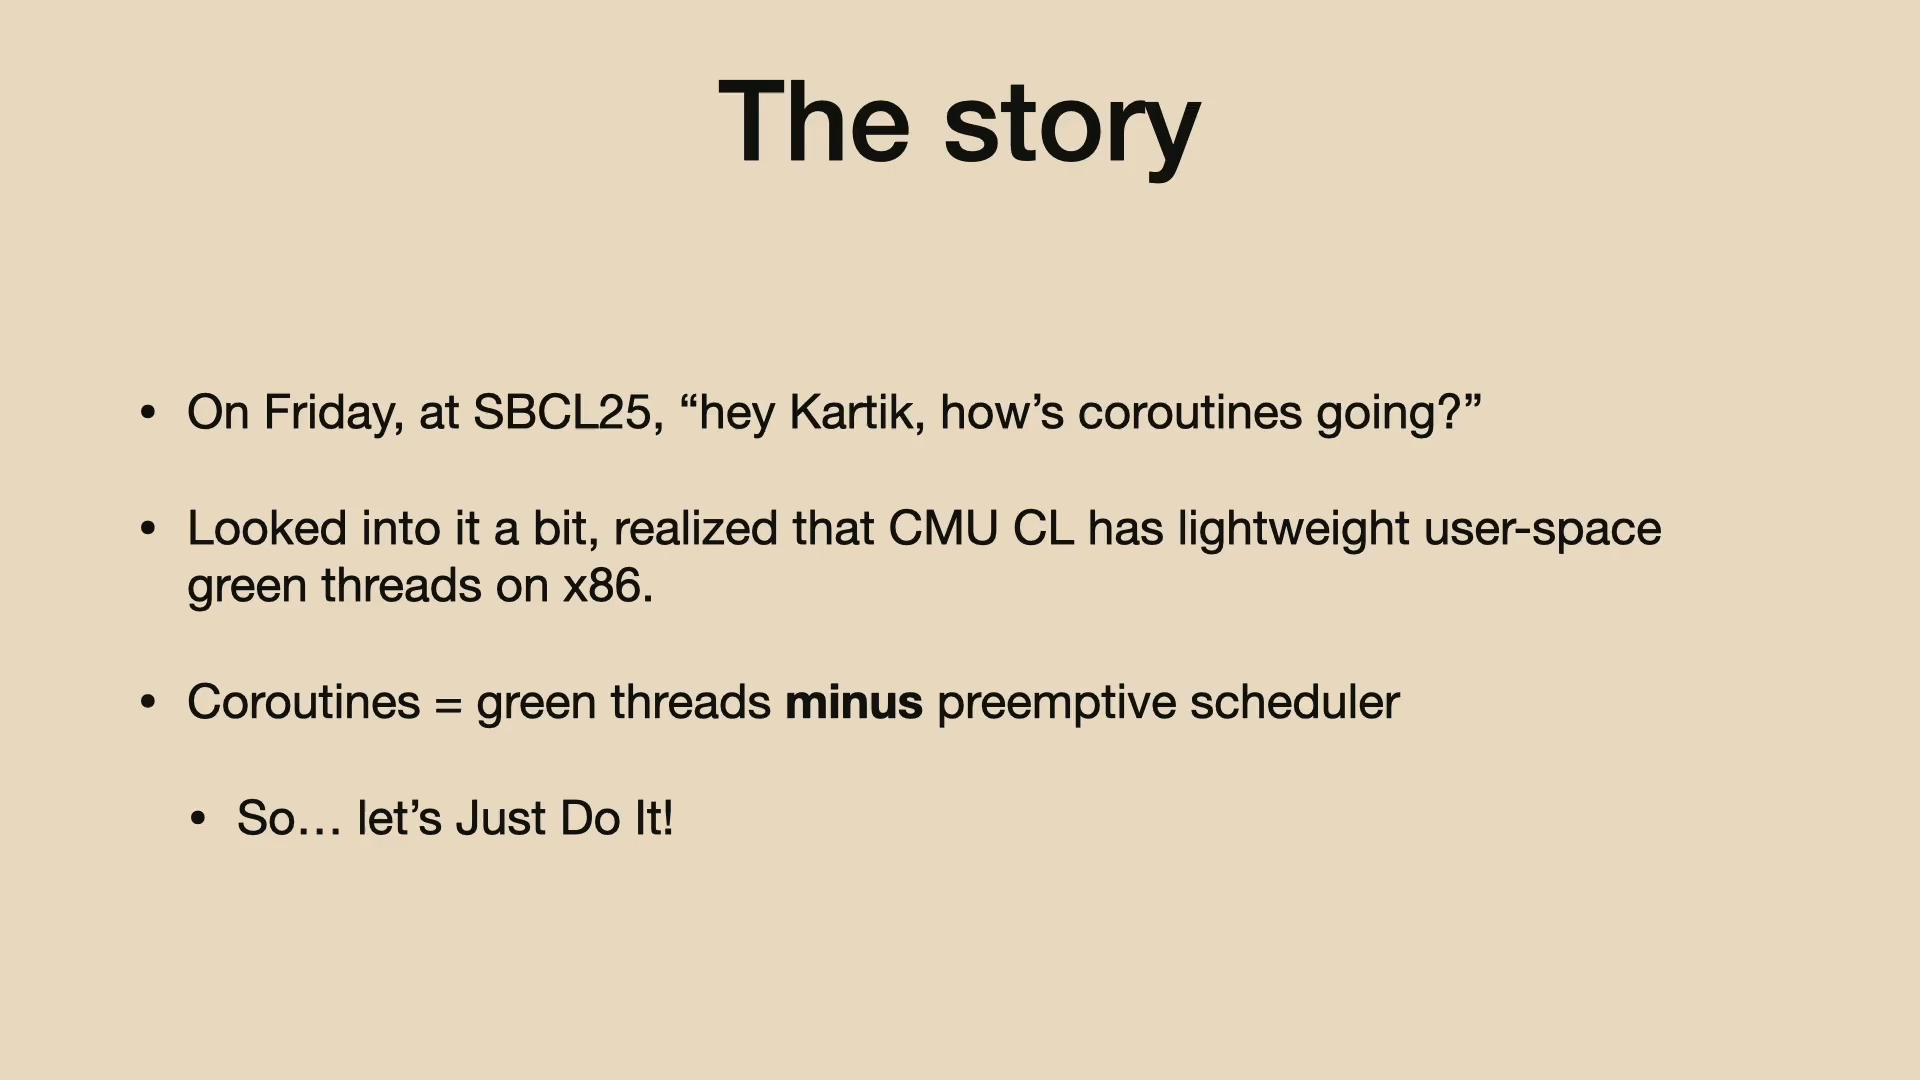 The story
• On Friday, at SBCL25, “hey Kartik, how’s coroutines going?”
• Looked into it a bit, realized that CMU CL has lightweight user-space
green threads on x86.
• Coroutines = green threads minus preemptive scheduler
• So… let’s Just Do It!